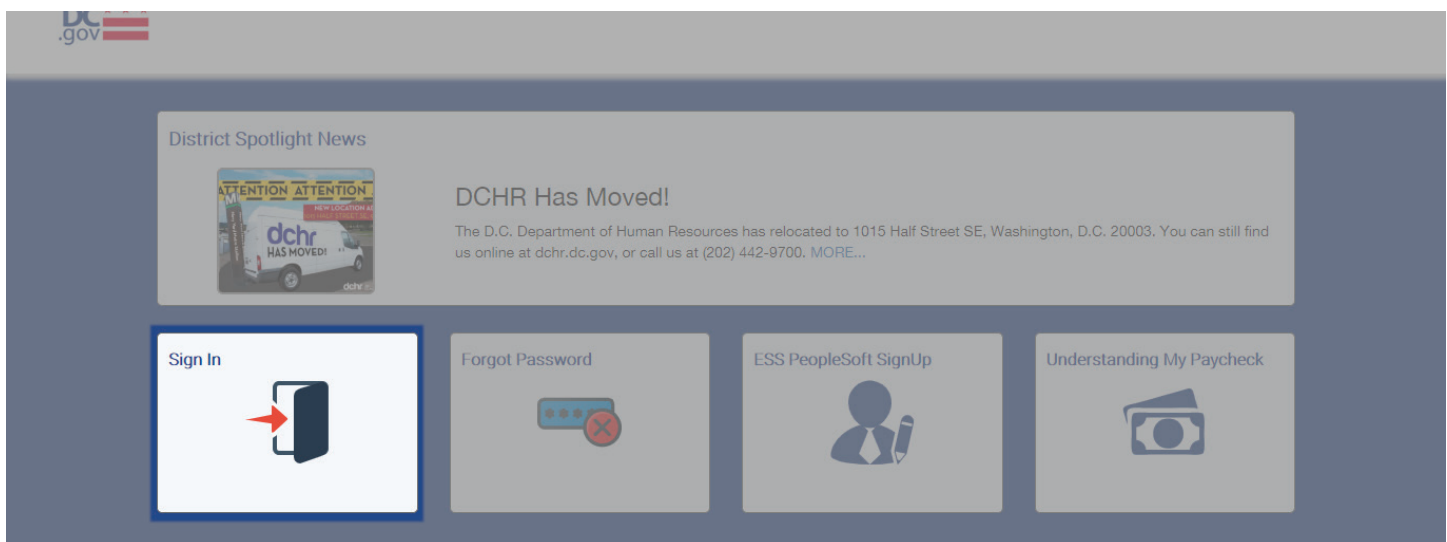 DC
.gov
District Spotlight News
ATTENTION ATTENTION
dchr
HAS MOVED!
dchr
DCHR Has Moved!
The D.C. Department of Human Resources has relocated to 1015 Half Street SE, Washington, D.C. 20003. You can still find
us online at dchr.dc.gov, or call us at (202) 442-9700. MORE...
Sign In
Forgot Password
ESS PeopleSoft SignUp
Understanding My Paycheck